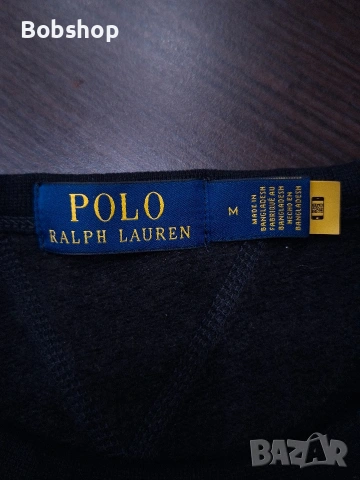 Bobshop
POLO
RALPH LAUREN
M
MADE IN
BANGLADESH
FABRIQUÉ AU
BANGLADESH
HECHO EN
BANGLADESH
BAZAR